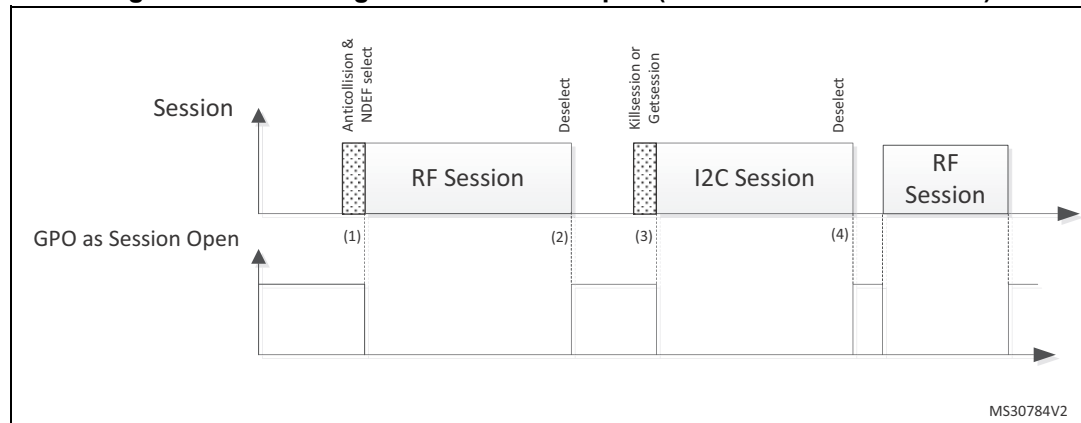 Anticollision &
NDEF select
Deselect
Killsession or
Getsession
Deselect
Session
RF Session
I2C Session
RF
Session
(1)
(2)
(3)
(4)
GPO as Session Open
MS30784V2